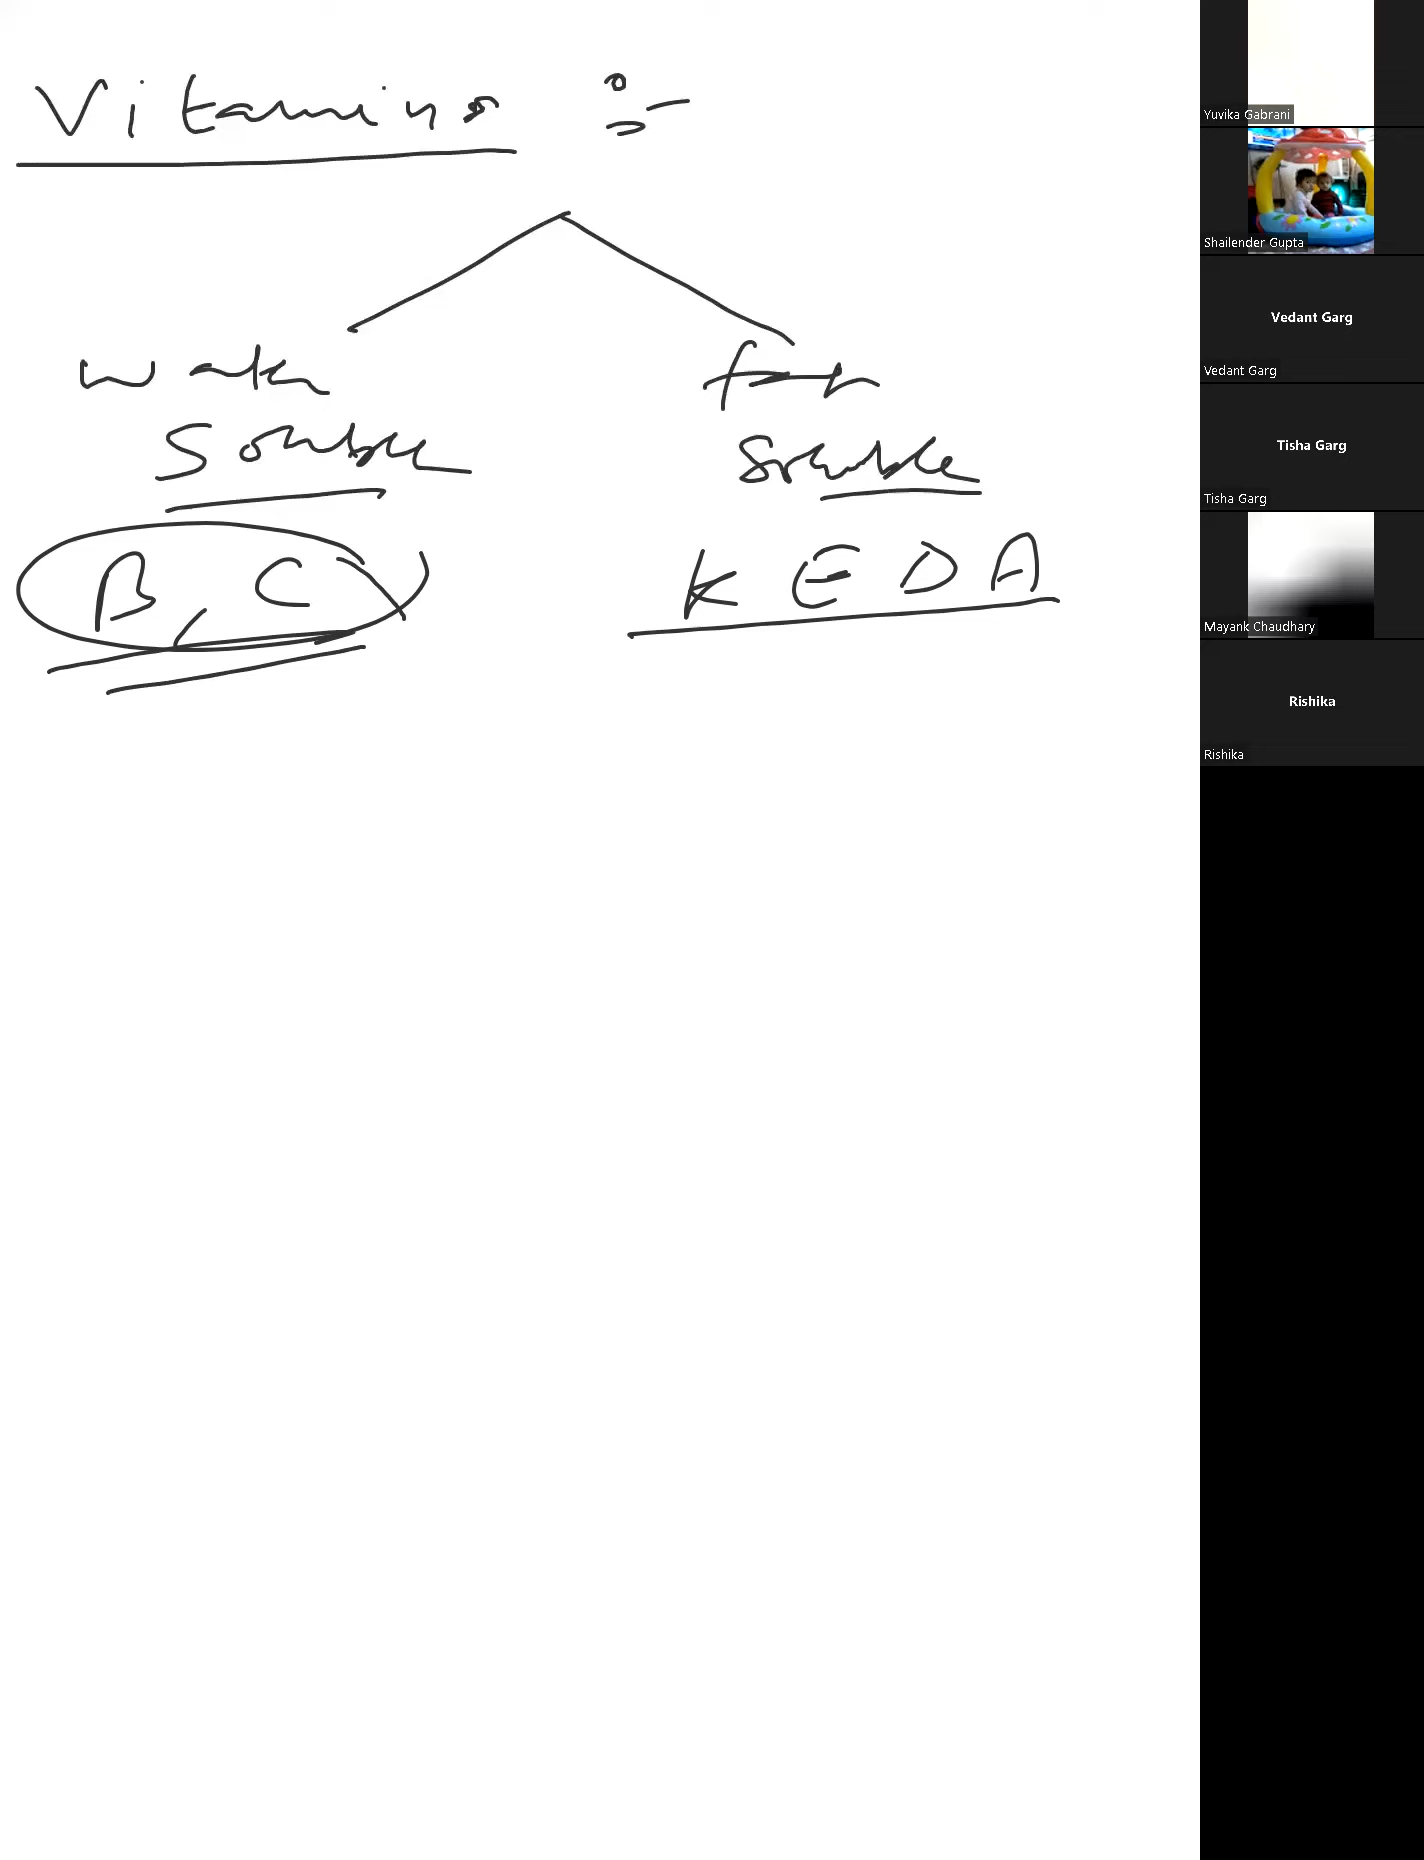 Vitamins :-
water
soluble
fat
soluble
B, C
K E D A
Yuvika Gabrani
Shailender Gupta
Vedant Garg
Vedant Garg
Tisha Garg
Tisha Garg
Mayank Chaudhary
Rishika
Rishika